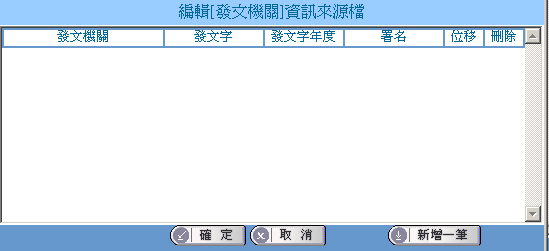 編輯[發文機關]資訊來源檔
發文機關 發文字 發文字年度 署名 位移 刪除
確 定 取 消 新增一筆